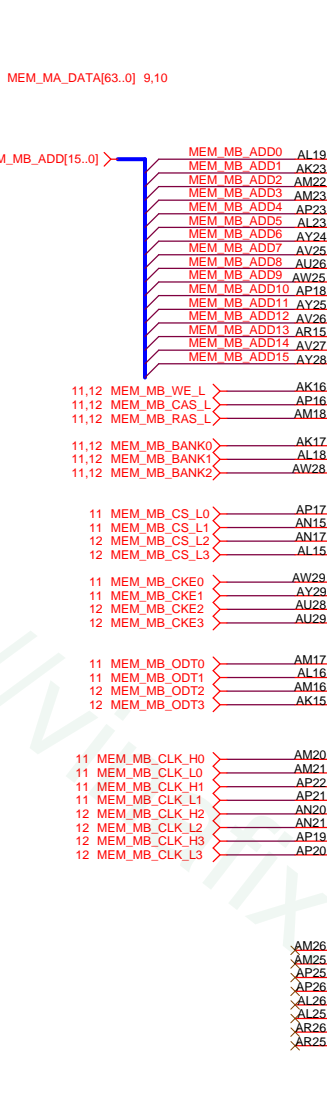 MEM_MA_DATA[63..0] 9,10
M_MB_ADD[15..0]
MEM_MB_ADD0 AL19
MEM_MB_ADD1 AK23
MEM_MB_ADD2 AM22
MEM_MB_ADD3 AM23
MEM_MB_ADD4 AP23
MEM_MB_ADD5 AL23
MEM_MB_ADD6 AY24
MEM_MB_ADD7 AV25
MEM_MB_ADD8 AU26
MEM_MB_ADD9 AW25
MEM_MB_ADD10 AP18
MEM_MB_ADD11 AY25
MEM_MB_ADD12 AV26
MEM_MB_ADD13 AR15
MEM_MB_ADD14 AV27
MEM_MB_ADD15 AY28
11,12 MEM_MB_WE_L AK16
11,12 MEM_MB_CAS_L AP16
11,12 MEM_MB_RAS_L AM18
11,12 MEM_MB_BANK0 AK17
11,12 MEM_MB_BANK1 AL18
11,12 MEM_MB_BANK2 AW28
11 MEM_MB_CS_L0 AP17
11 MEM_MB_CS_L1 AN15
12 MEM_MB_CS_L2 AN17
12 MEM_MB_CS_L3 AL15
11 MEM_MB_CKE0 AW29
11 MEM_MB_CKE1 AY29
12 MEM_MB_CKE2 AU28
12 MEM_MB_CKE3 AU29
11 MEM_MB_ODT0 AM17
11 MEM_MB_ODT1 AL16
12 MEM_MB_ODT2 AM16
12 MEM_MB_ODT3 AK15
11 MEM_MB_CLK_H0 AM20
11 MEM_MB_CLK_L0 AM21
11 MEM_MB_CLK_H1 AP22
11 MEM_MB_CLK_L1 AP21
12 MEM_MB_CLK_H2 AN20
12 MEM_MB_CLK_L2 AN21
12 MEM_MB_CLK_H3 AP19
12 MEM_MB_CLK_L3 AP20
AM26
AM25
AP25
AP26
AL26
AL25
AR26
AR25